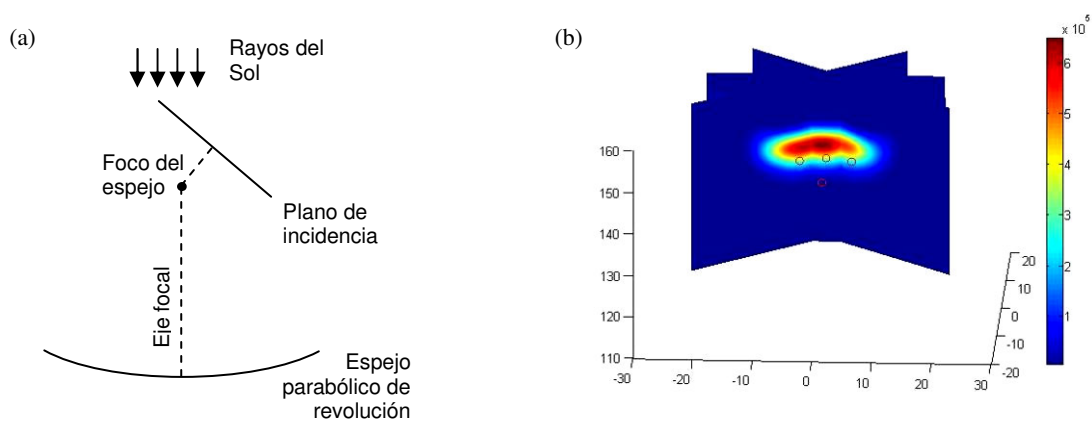 (a)
Rayos del
Sol
Foco del
espejo
Plano de
incidencia
Eje focal
Espejo
parabólico de
revolución
(b)
x 10⁵
6
5
4
3
2
1
160
150
140
130
120
110
-30
-20
-10
0
10
20
30
20
10
0
-10
-20